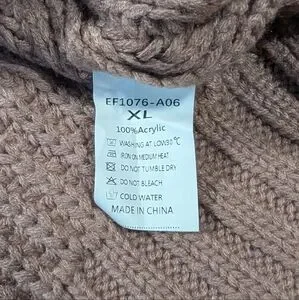 EF1076-A06
XL
100%Acrylic
WASHING AT LOW30℃
IRON ON MEDIUM HEAT
DO NOT TUMBLE DRY
DO NOT BLEACH
COLD WATER
MADE IN CHINA